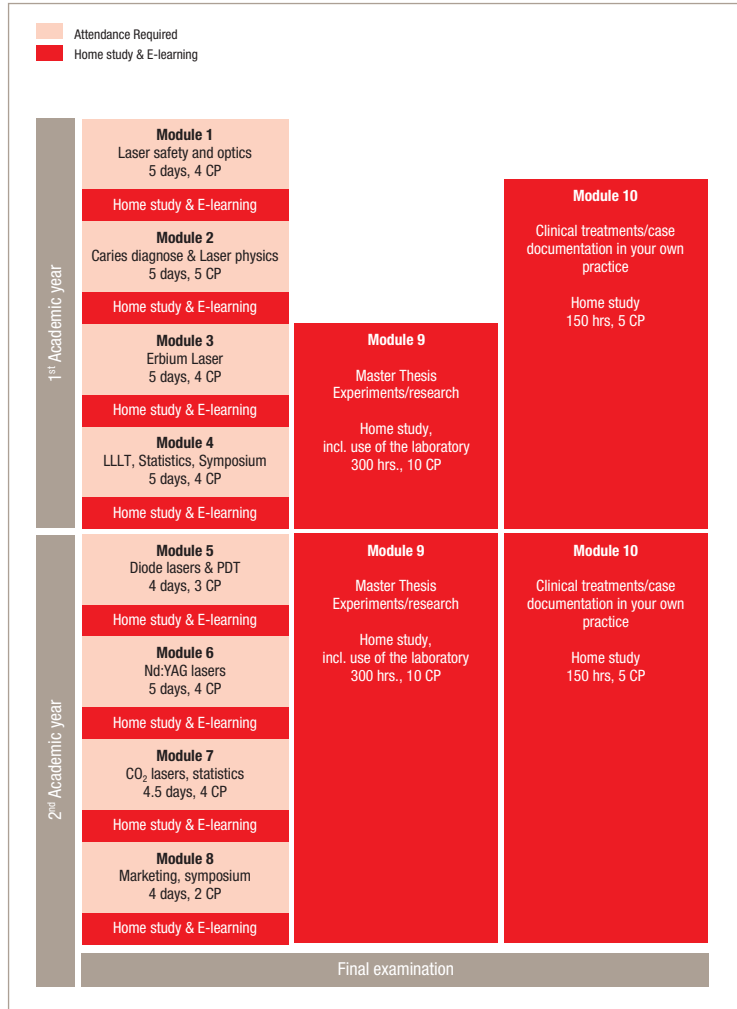 Attendance Required
Home study & E-learning
1st Academic year
Module 1
Laser safety and optics
5 days, 4 CP
Home study & E-learning
Module 2
Caries diagnose & Laser physics
5 days, 5 CP
Home study & E-learning
Module 3
Erbium Laser
5 days, 4 CP
Home study & E-learning
Module 4
LLLT, Statistics, Symposium
5 days, 4 CP
Home study & E-learning
Module 9
Master Thesis
Experiments/research
Home study,
incl. use of the laboratory
300 hrs., 10 CP
Module 10
Clinical treatments/case
documentation in your own
practice
Home study
150 hrs, 5 CP
2nd Academic year
Module 5
Diode lasers & PDT
4 days, 3 CP
Home study & E-learning
Module 6
Nd:YAG lasers
5 days, 4 CP
Home study & E-learning
Module 7
CO₂ lasers, statistics
4.5 days, 4 CP
Home study & E-learning
Module 8
Marketing, symposium
4 days, 2 CP
Home study & E-learning
Module 9
Master Thesis
Experiments/research
Home study,
incl. use of the laboratory
300 hrs., 10 CP
Module 10
Clinical treatments/case
documentation in your own
practice
Home study
150 hrs, 5 CP
Final examination